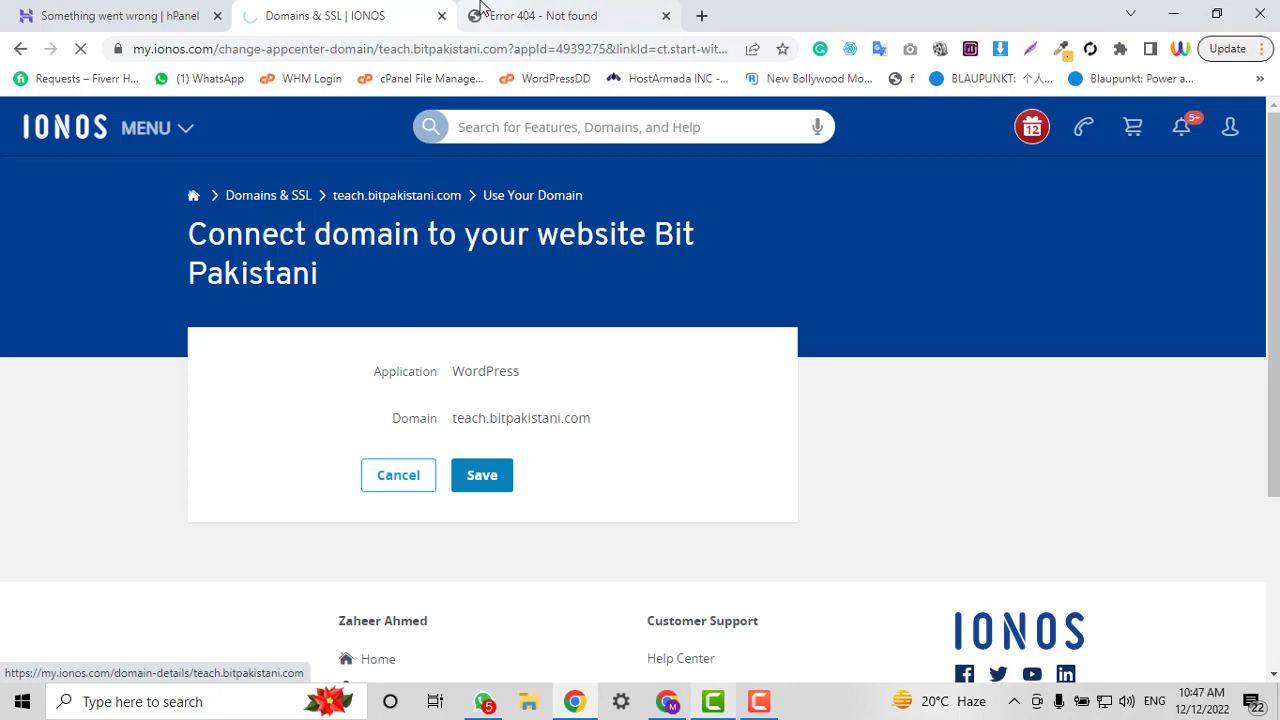 Something went wrong | hPanel
Domains & SSL | IONOS
Error 404 - Not found
my.ionos.com/change-appcenter-domain/teach.bitpakistani.com?appId=4939275&linkId=ct.start-wit...
Update
Requests – Fiverr H...
(1) WhatsApp
WHM Login
cPanel File Manage...
WordPressDD
HostArmada INC -...
New Bollywood Mo...
f
BLAUPUNKT: 个人...
Blaupunkt: Power a...
»
IONOS
MENU
Search for Features, Domains, and Help
12
5+
Domains & SSL
teach.bitpakistani.com
Use Your Domain
Connect domain to your website Bit
Pakistani
Application WordPress
Domain teach.bitpakistani.com
Cancel
Save
Zaheer Ahmed
Customer Support
IONOS
Home
Help Center
https://my.ionos.com/domain-details/teach.bitpakistani.com
Type here to search
5
20°C Haze
ENG
10:47 AM
12/12/2022
22